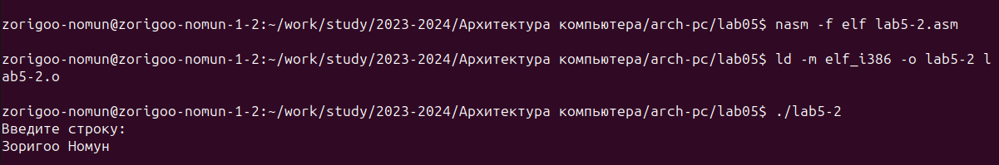 zorigoo-nomun@zorigoo-nomun-1-2:~/work/study/2023-2024/Архитектура компьютера/arch-pc/lab05$ nasm -f elf lab5-2.asm
zorigoo-nomun@zorigoo-nomun-1-2:~/work/study/2023-2024/Архитектура компьютера/arch-pc/lab05$ ld -m elf_i386 -o lab5-2 l
ab5-2.o
zorigoo-nomun@zorigoo-nomun-1-2:~/work/study/2023-2024/Архитектура компьютера/arch-pc/lab05$ ./lab5-2
Введите строку:
Зоригоо Номун